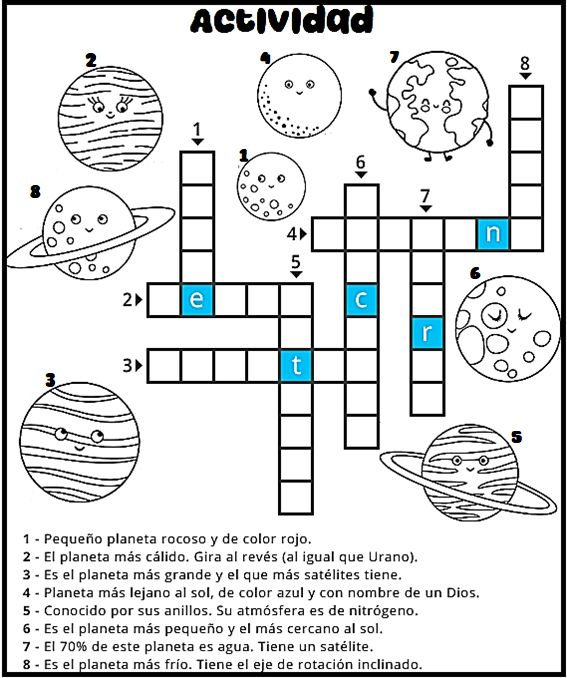 Actividad
2
4
7
8
1
8
1
6
7
4 n
5
6
2 e c
r
3 t
3
5
1 - Pequeño planeta rocoso y de color rojo.
2 - El planeta más cálido. Gira al revés (al igual que Urano).
3 - Es el planeta más grande y el que más satélites tiene.
4 - Planeta más lejano al sol, de color azul y con nombre de un Dios.
5 - Conocido por sus anillos. Su atmósfera es de nitrógeno.
6 - Es el planeta más pequeño y el más cercano al sol.
7 - El 70% de este planeta es agua. Tiene un satélite.
8 - Es el planeta más frío. Tiene el eje de rotación inclinado.